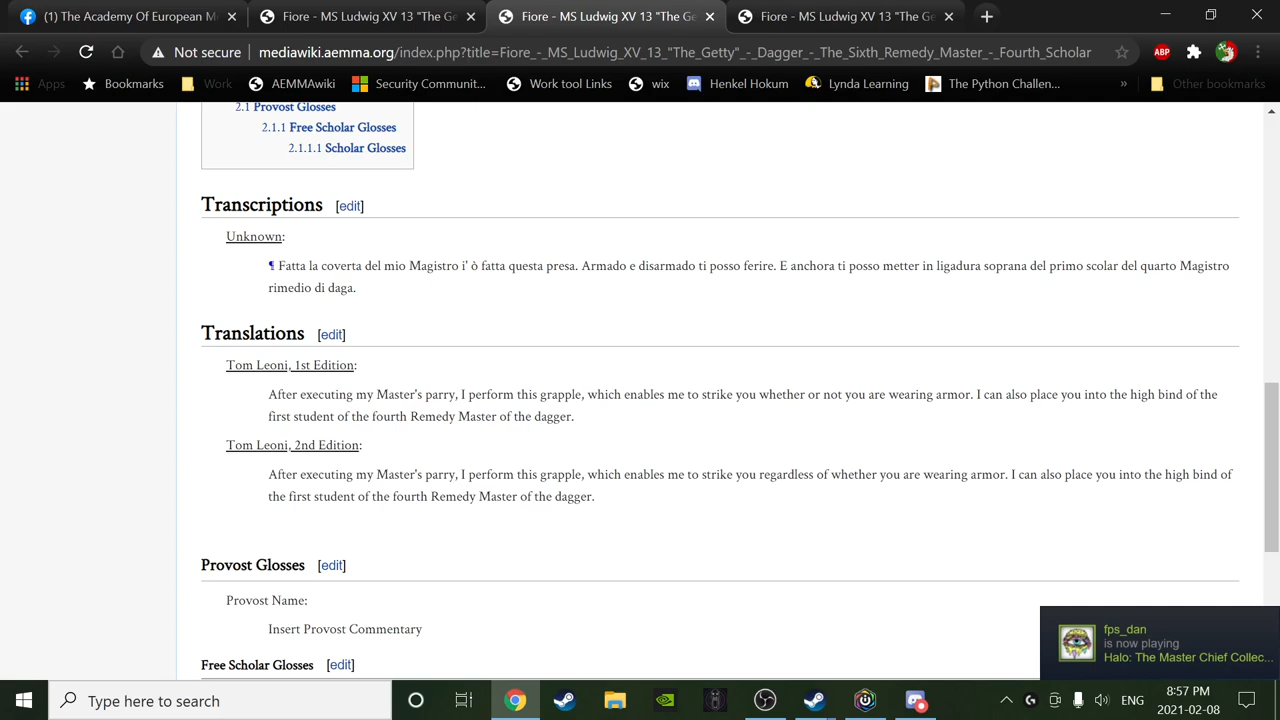 (1) The Academy Of European M
Fiore - MS Ludwig XV 13 "The Ge
Fiore - MS Ludwig XV 13 "The Ge
Fiore - MS Ludwig XV 13 "The Ge
Not secure
mediawiki.aemma.org/index.php?title=Fiore_-_MS_Ludwig_XV_13_"The_Getty"_-_Dagger_-_The_Sixth_Remedy_Master_-_Fourth_Scholar
ABP
Apps
Bookmarks
Work
AEMMAwiki
Security Communit...
Work tool Links
wix
Henkel Hokum
Lynda Learning
The Python Challen...
»
Other bookmarks
2.1 Provost Glosses
2.1.1 Free Scholar Glosses
2.1.1.1 Scholar Glosses
Transcriptions [edit]
Unknown:
¶ Fatta la coverta del mio Magistro i' ò fatta questa presa. Armado e disarmado ti posso ferire. E anchora ti posso metter in ligadura soprana del primo scolar del quarto Magistro
rimedio di daga.
Translations [edit]
Tom Leoni, 1st Edition:
After executing my Master's parry, I perform this grapple, which enables me to strike you whether or not you are wearing armor. I can also place you into the high bind of the
first student of the fourth Remedy Master of the dagger.
Tom Leoni, 2nd Edition:
After executing my Master's parry, I perform this grapple, which enables me to strike you regardless of whether you are wearing armor. I can also place you into the high bind of
the first student of the fourth Remedy Master of the dagger.
Provost Glosses [edit]
Provost Name:
Insert Provost Commentary
Free Scholar Glosses [edit]
fps_dan
is now playing
Halo: The Master Chief Collec...
Type here to search
ENG
8:57 PM
2021-02-08